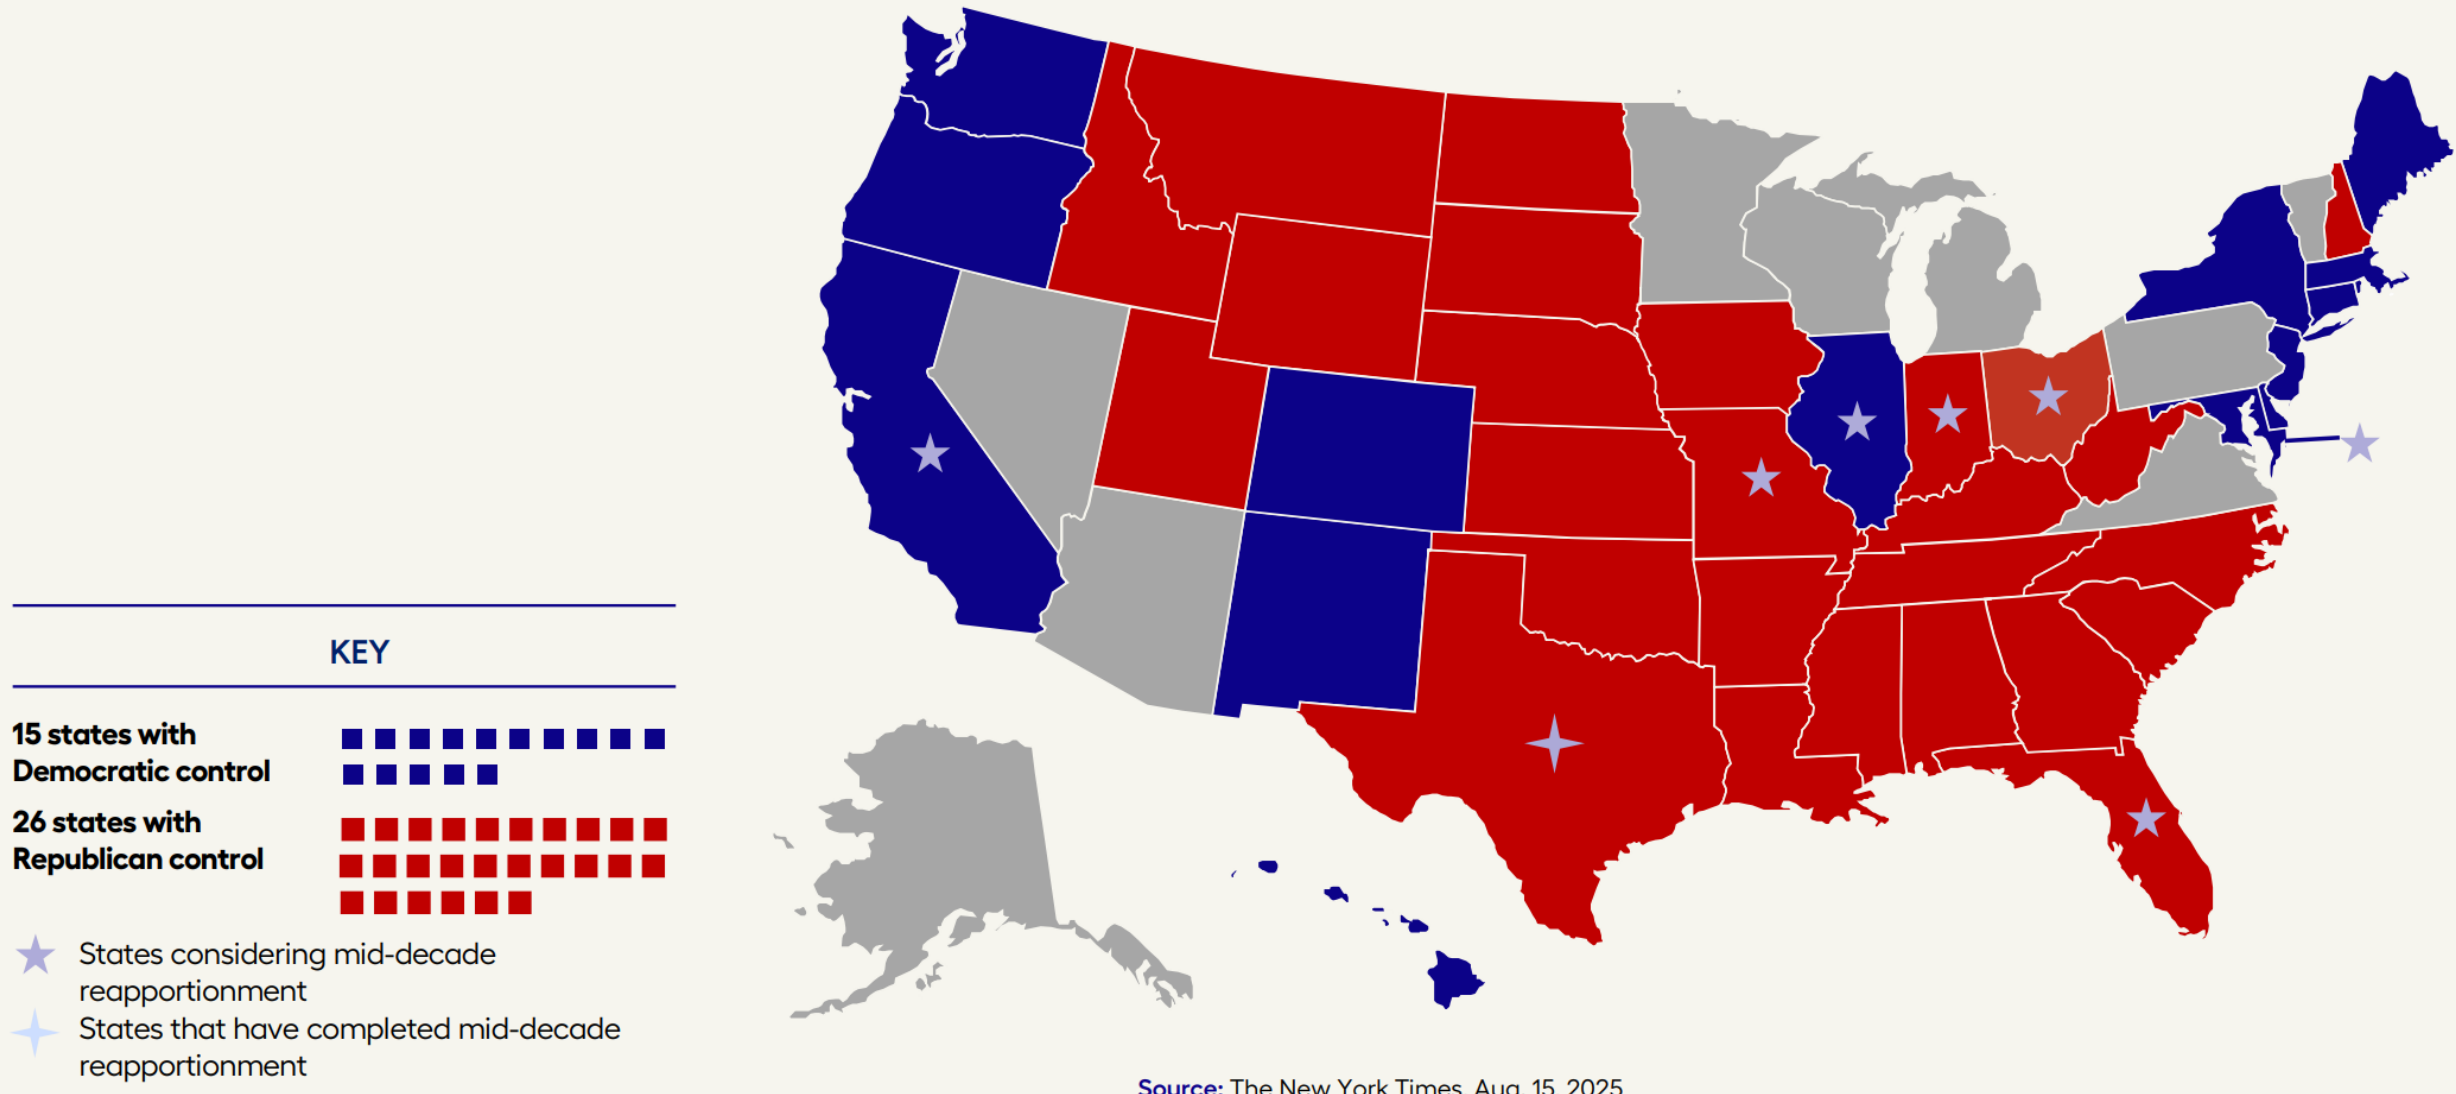 KEY
15 states with
Democratic control
26 states with
Republican control
States considering mid-decade
reapportionment
States that have completed mid-decade
reapportionment
Source: The New York Times, Aug. 15, 2025